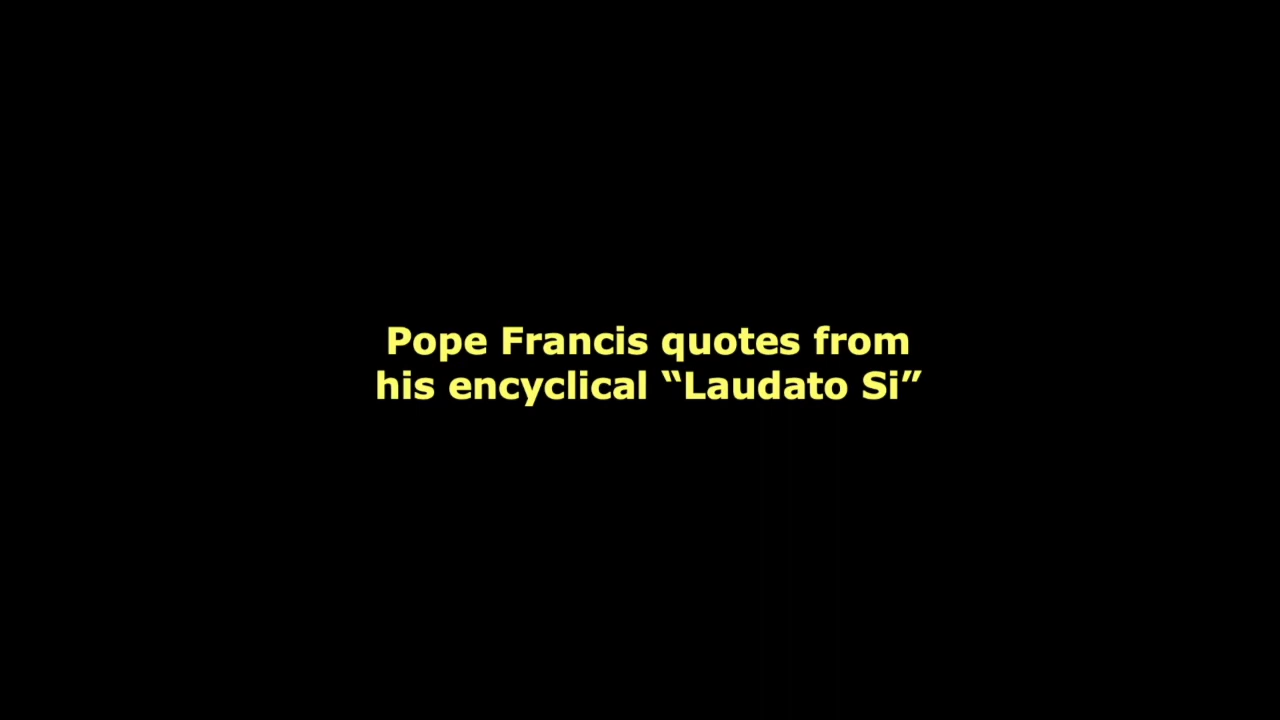 Pope Francis quotes from
his encyclical “Laudato Si”